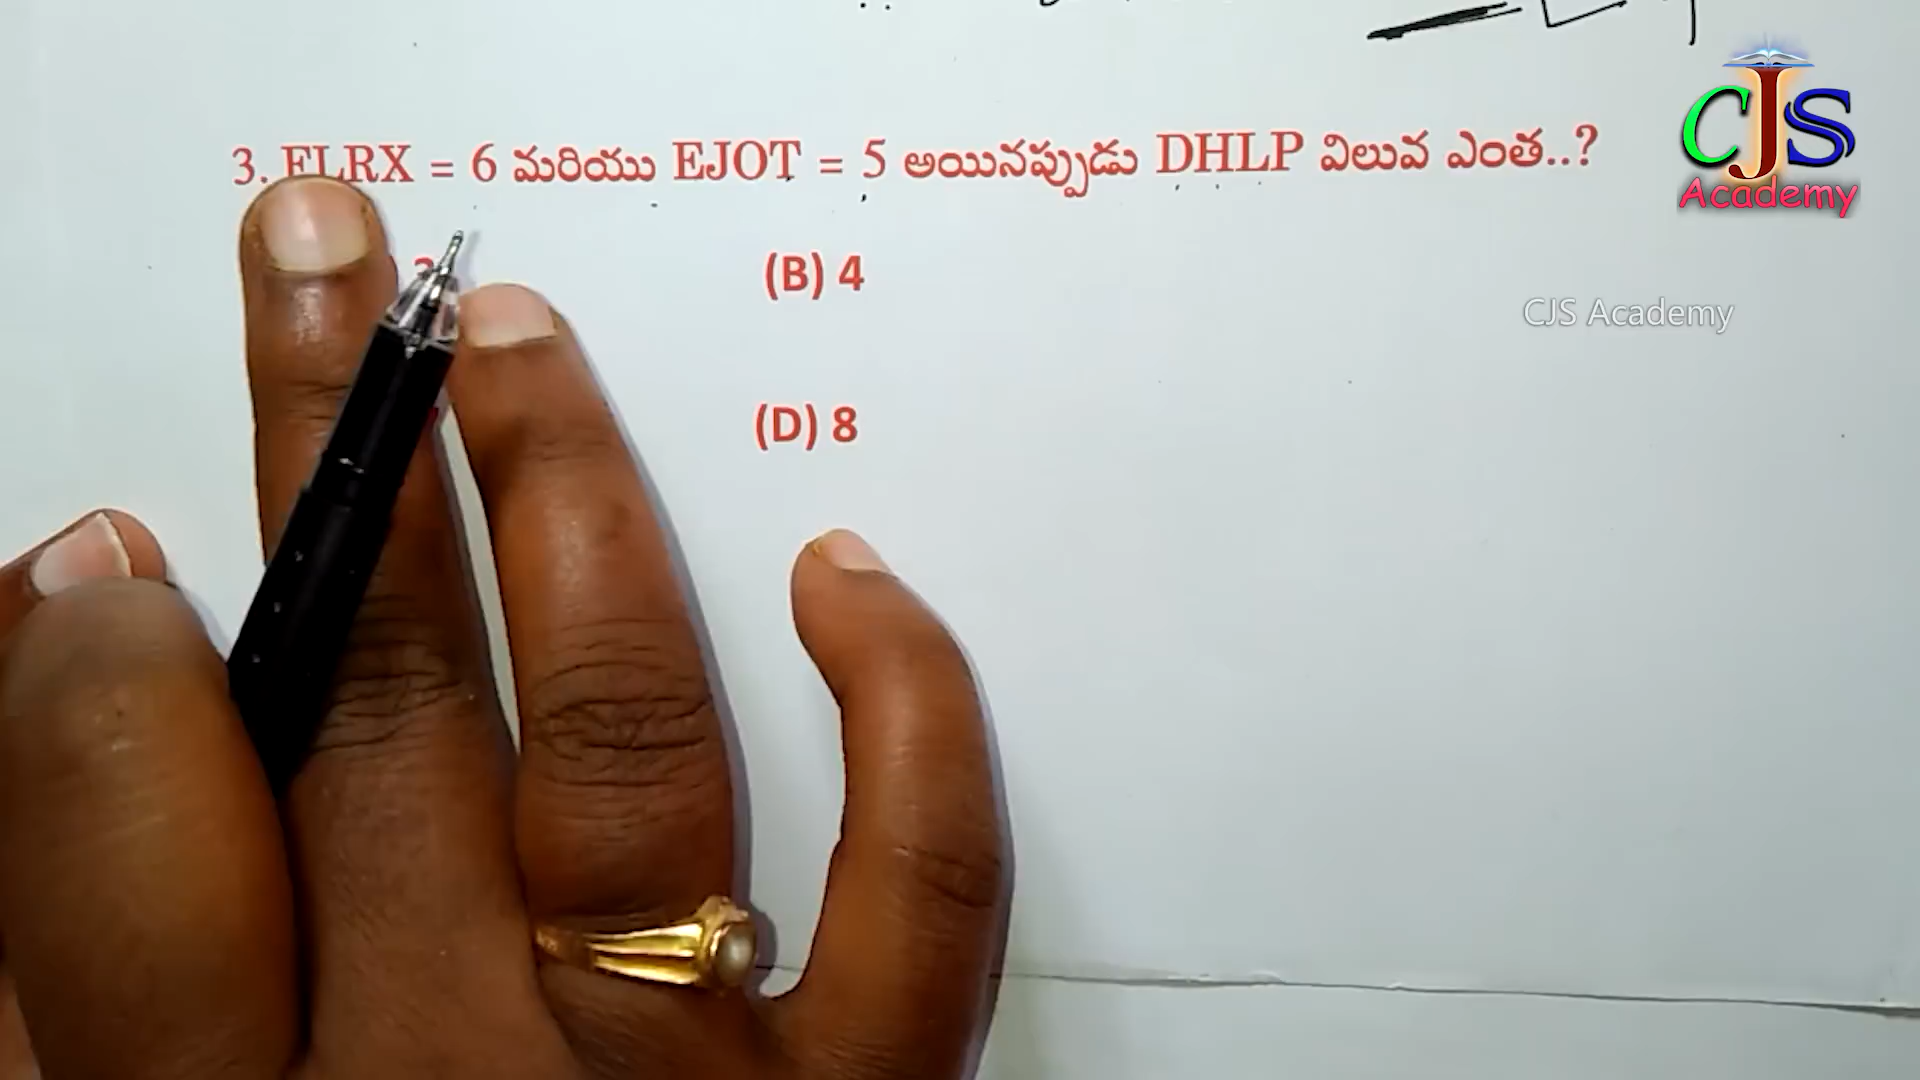 3. FLRX = 6 మరియు EJOT = 5 అయినప్పుడు DHLP విలువ ఎంత..?
(B) 4
(D) 8
CJS
Academy
CJS Academy